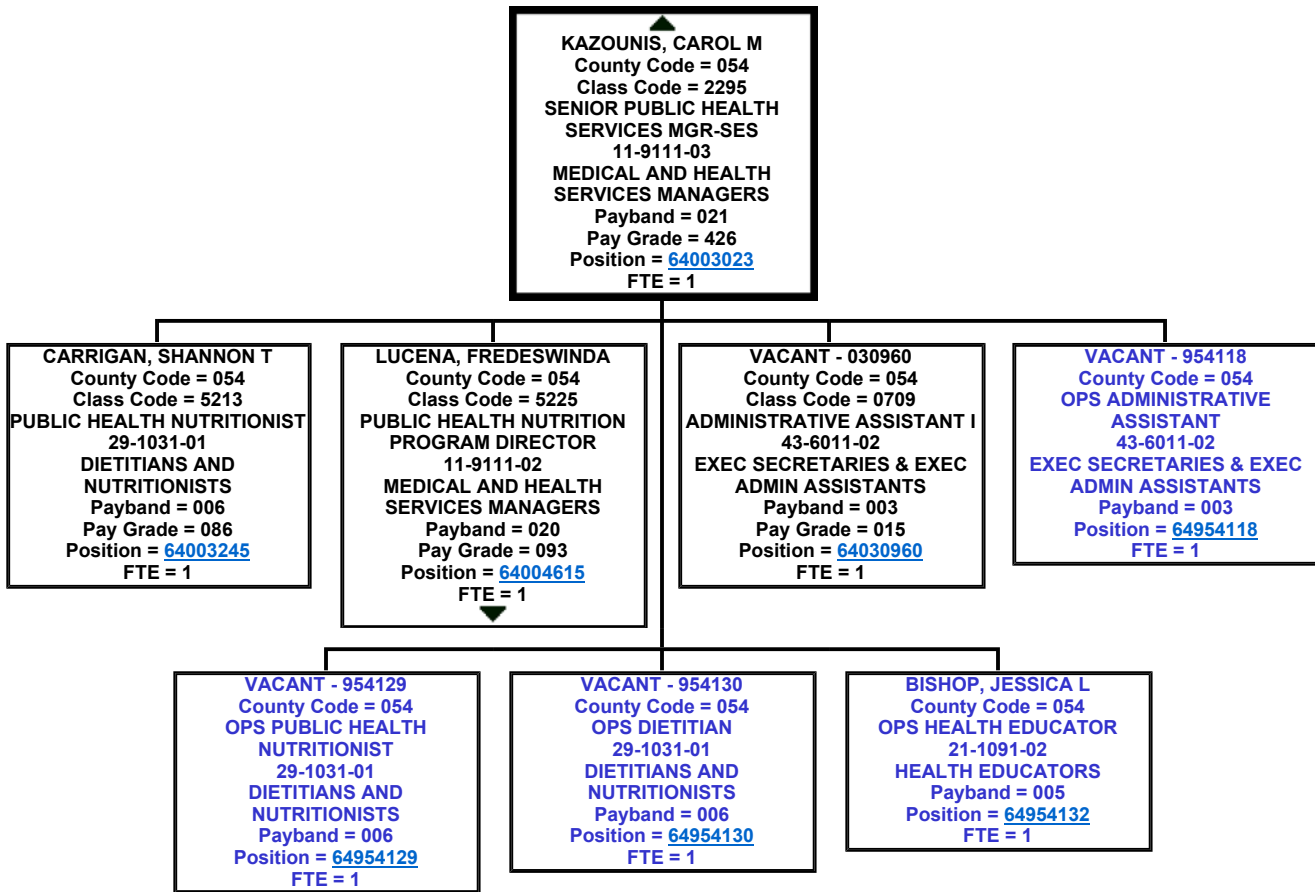 KAZOUNIS, CAROL M
County Code = 054
Class Code = 2295
SENIOR PUBLIC HEALTH
SERVICES MGR-SES
11-9111-03
MEDICAL AND HEALTH
SERVICES MANAGERS
Payband = 021
Pay Grade = 426
Position = 64003023
FTE = 1
CARRIGAN, SHANNON T
County Code = 054
Class Code = 5213
PUBLIC HEALTH NUTRITIONIST
29-1031-01
DIETITIANS AND
NUTRITIONISTS
Payband = 006
Pay Grade = 086
Position = 64003245
FTE = 1
LUCENA, FREDESWINDA
County Code = 054
Class Code = 5225
PUBLIC HEALTH NUTRITION
PROGRAM DIRECTOR
11-9111-02
MEDICAL AND HEALTH
SERVICES MANAGERS
Payband = 020
Pay Grade = 093
Position = 64004615
FTE = 1
VACANT - 030960
County Code = 054
Class Code = 0709
ADMINISTRATIVE ASSISTANT I
43-6011-02
EXEC SECRETARIES & EXEC
ADMIN ASSISTANTS
Payband = 003
Pay Grade = 015
Position = 64030960
FTE = 1
VACANT - 954118
County Code = 054
OPS ADMINISTRATIVE
ASSISTANT
43-6011-02
EXEC SECRETARIES & EXEC
ADMIN ASSISTANTS
Payband = 003
Position = 64954118
FTE = 1
VACANT - 954129
County Code = 054
OPS PUBLIC HEALTH
NUTRITIONIST
29-1031-01
DIETITIANS AND
NUTRITIONISTS
Payband = 006
Position = 64954129
FTE = 1
VACANT - 954130
County Code = 054
OPS DIETITIAN
29-1031-01
DIETITIANS AND
NUTRITIONISTS
Payband = 006
Position = 64954130
FTE = 1
BISHOP, JESSICA L
County Code = 054
OPS HEALTH EDUCATOR
21-1091-02
HEALTH EDUCATORS
Payband = 005
Position = 64954132
FTE = 1